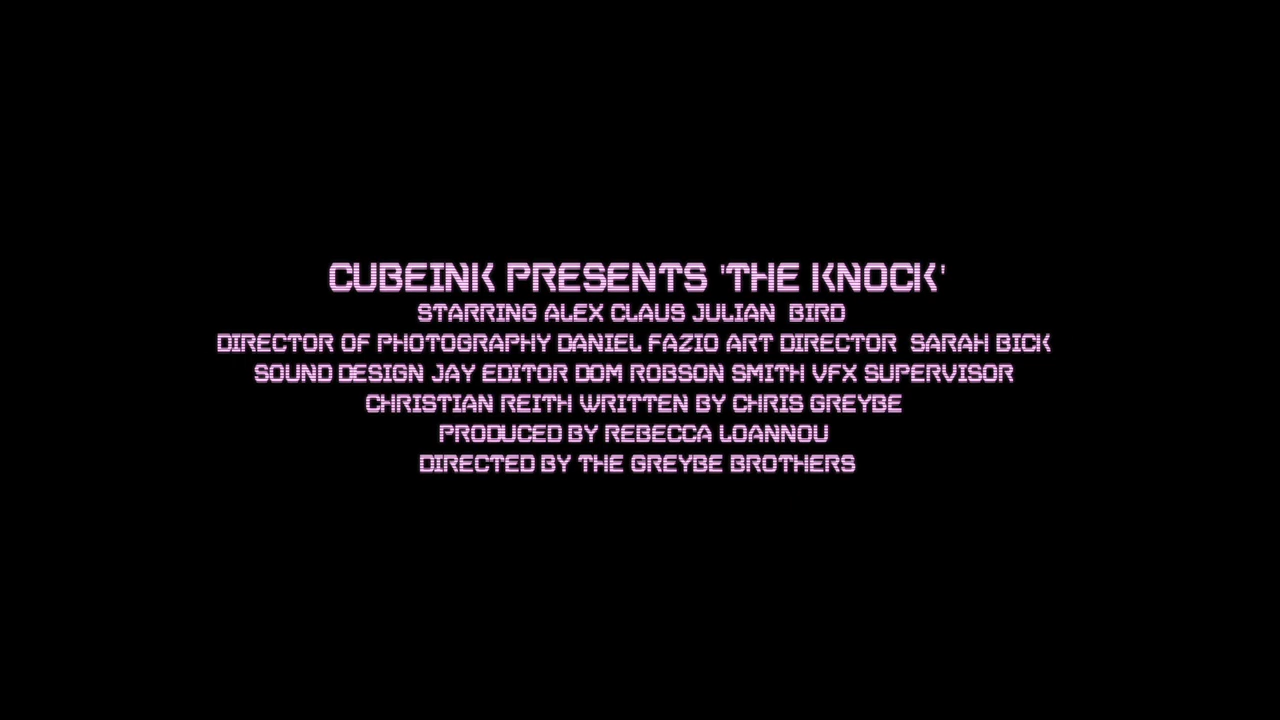 CUBEINK PRESENTS 'THE KNOCK'
STARRING ALEX CLAUS JULIAN  BIRD
DIRECTOR OF PHOTOGRAPHY DANIEL FAZIO ART DIRECTOR  SARAH BICK
SOUND DESIGN JAY EDITOR DOM ROBSON SMITH VFX SUPERVISOR
CHRISTIAN REITH WRITTEN BY CHRIS GREYBE
PRODUCED BY REBECCA LOANNOU
DIRECTED BY THE GREYBE BROTHERS